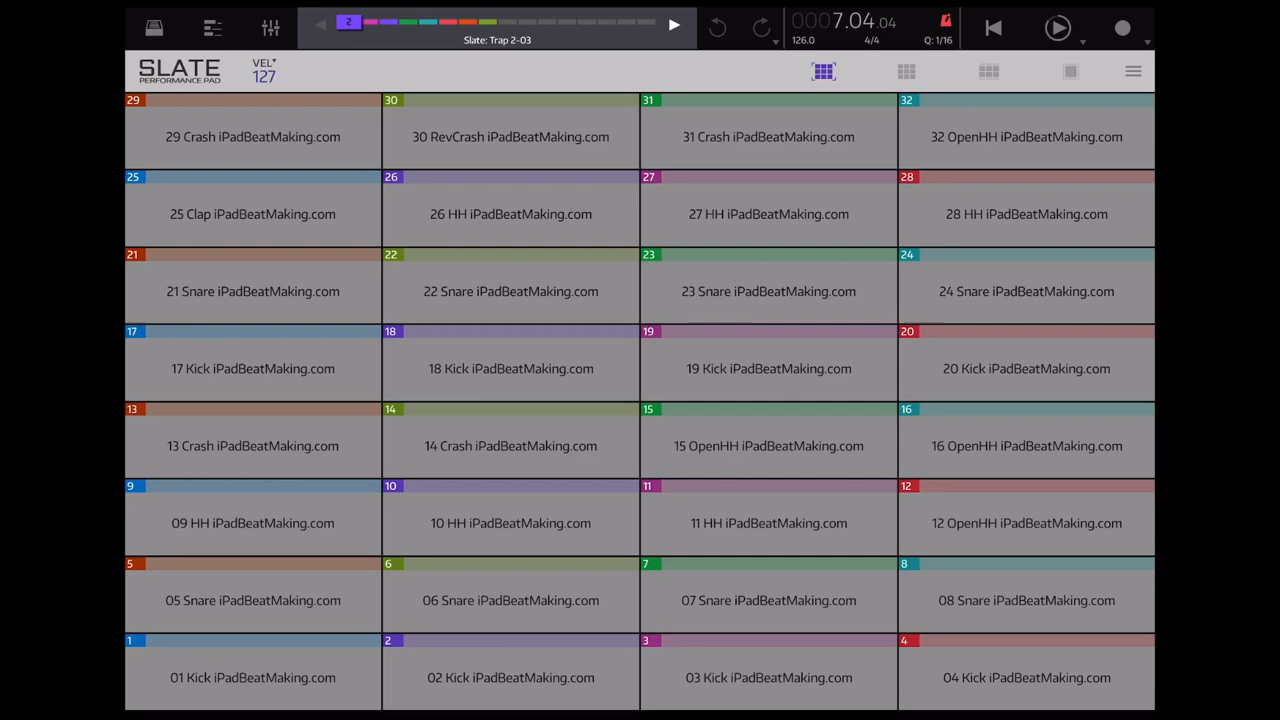 2
Slate: Trap 2-03
0007.04.04
126.0 4/4 Q: 1/16
SLATE
PERFORMANCE PAD
VEL
127
29 30 31 32
29 Crash iPadBeatMaking.com 30 RevCrash iPadBeatMaking.com 31 Crash iPadBeatMaking.com 32 OpenHH iPadBeatMaking.com
25 26 27 28
25 Clap iPadBeatMaking.com 26 HH iPadBeatMaking.com 27 HH iPadBeatMaking.com 28 HH iPadBeatMaking.com
21 22 23 24
21 Snare iPadBeatMaking.com 22 Snare iPadBeatMaking.com 23 Snare iPadBeatMaking.com 24 Snare iPadBeatMaking.com
17 18 19 20
17 Kick iPadBeatMaking.com 18 Kick iPadBeatMaking.com 19 Kick iPadBeatMaking.com 20 Kick iPadBeatMaking.com
13 14 15 16
13 Crash iPadBeatMaking.com 14 Crash iPadBeatMaking.com 15 OpenHH iPadBeatMaking.com 16 OpenHH iPadBeatMaking.com
9 10 11 12
09 HH iPadBeatMaking.com 10 HH iPadBeatMaking.com 11 HH iPadBeatMaking.com 12 OpenHH iPadBeatMaking.com
5 6 7 8
05 Snare iPadBeatMaking.com 06 Snare iPadBeatMaking.com 07 Snare iPadBeatMaking.com 08 Snare iPadBeatMaking.com
1 2 3 4
01 Kick iPadBeatMaking.com 02 Kick iPadBeatMaking.com 03 Kick iPadBeatMaking.com 04 Kick iPadBeatMaking.com